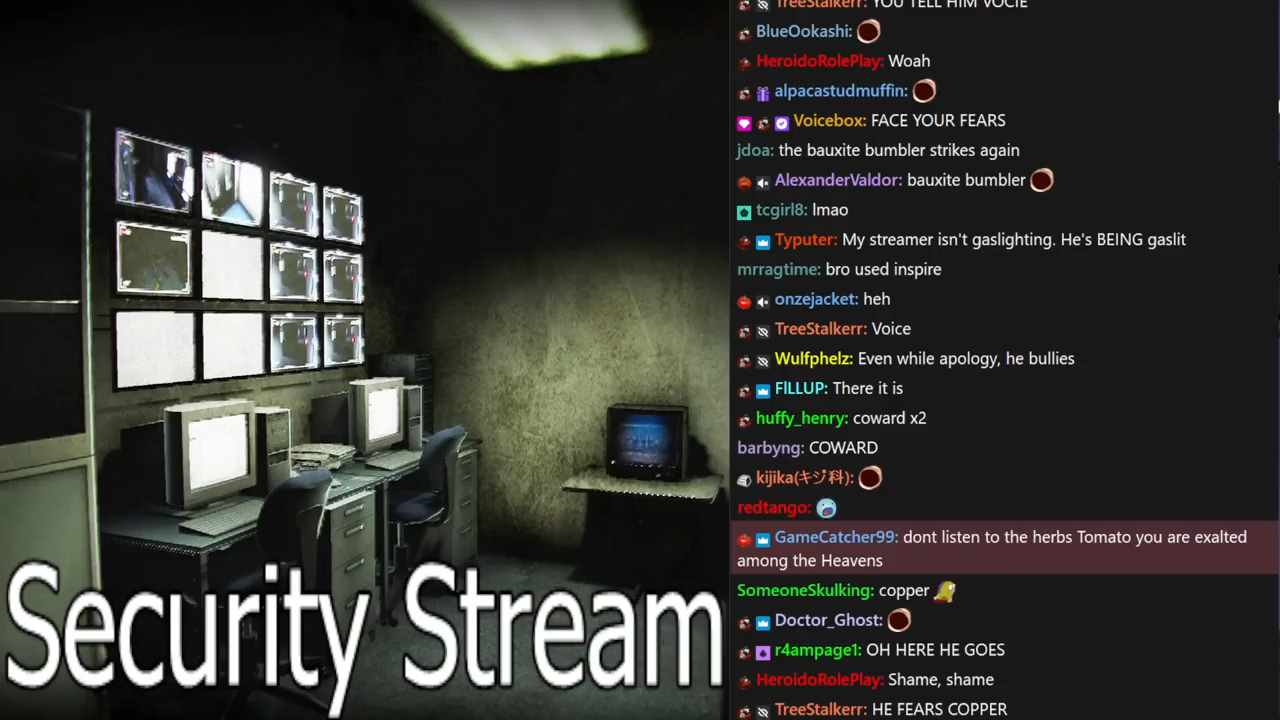 TreeStalkerr: YOU TELL HIM VOCIE
BlueOokashi:
HeroidoRolePlay: Woah
alpacastudmuffin:
Voicebox: FACE YOUR FEARS
jdoa: the bauxite bumbler strikes again
AlexanderValdor: bauxite bumbler
tcgirl8: lmao
Typuter: My streamer isn't gaslighting. He's BEING gaslit
mrragtime: bro used inspire
onzejacket: heh
TreeStalkerr: Voice
Wulfphelz: Even while apology, he bullies
FILLUP: There it is
huffy_henry: coward x2
barbyng: COWARD
kijika(キジ科):
redtango:
GameCatcher99: dont listen to the herbs Tomato you are exalted
among the Heavens
SomeoneSkulking: copper
Doctor_Ghost:
r4ampage1: OH HERE HE GOES
HeroidoRolePlay: Shame, shame
TreeStalkerr: HE FEARS COPPER
Security Stream